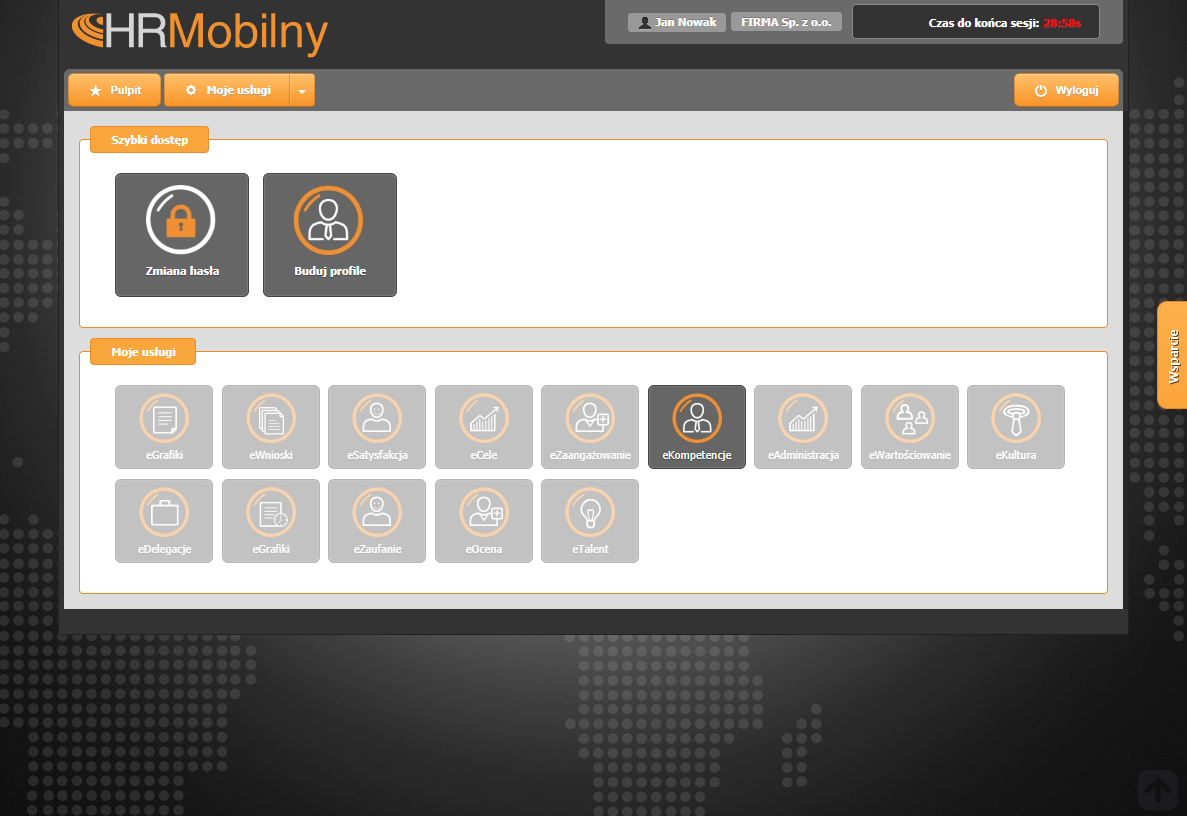 HRMobilny
Jan Nowak
FIRMA Sp. z o.o.
Czas do końca sesji: 28:58s
Pulpit
Moje usługi
Wyloguj
Szybki dostęp
Zmiana hasła
Buduj profile
Wsparcie
Moje usługi
eGrafiki
eWnioski
eSatysfakcja
eCele
eZaangażowanie
eKompetencje
eAdministracja
eWartościowanie
eKultura
eDelegacje
eGrafiki
eZaufanie
eOcena
eTalent